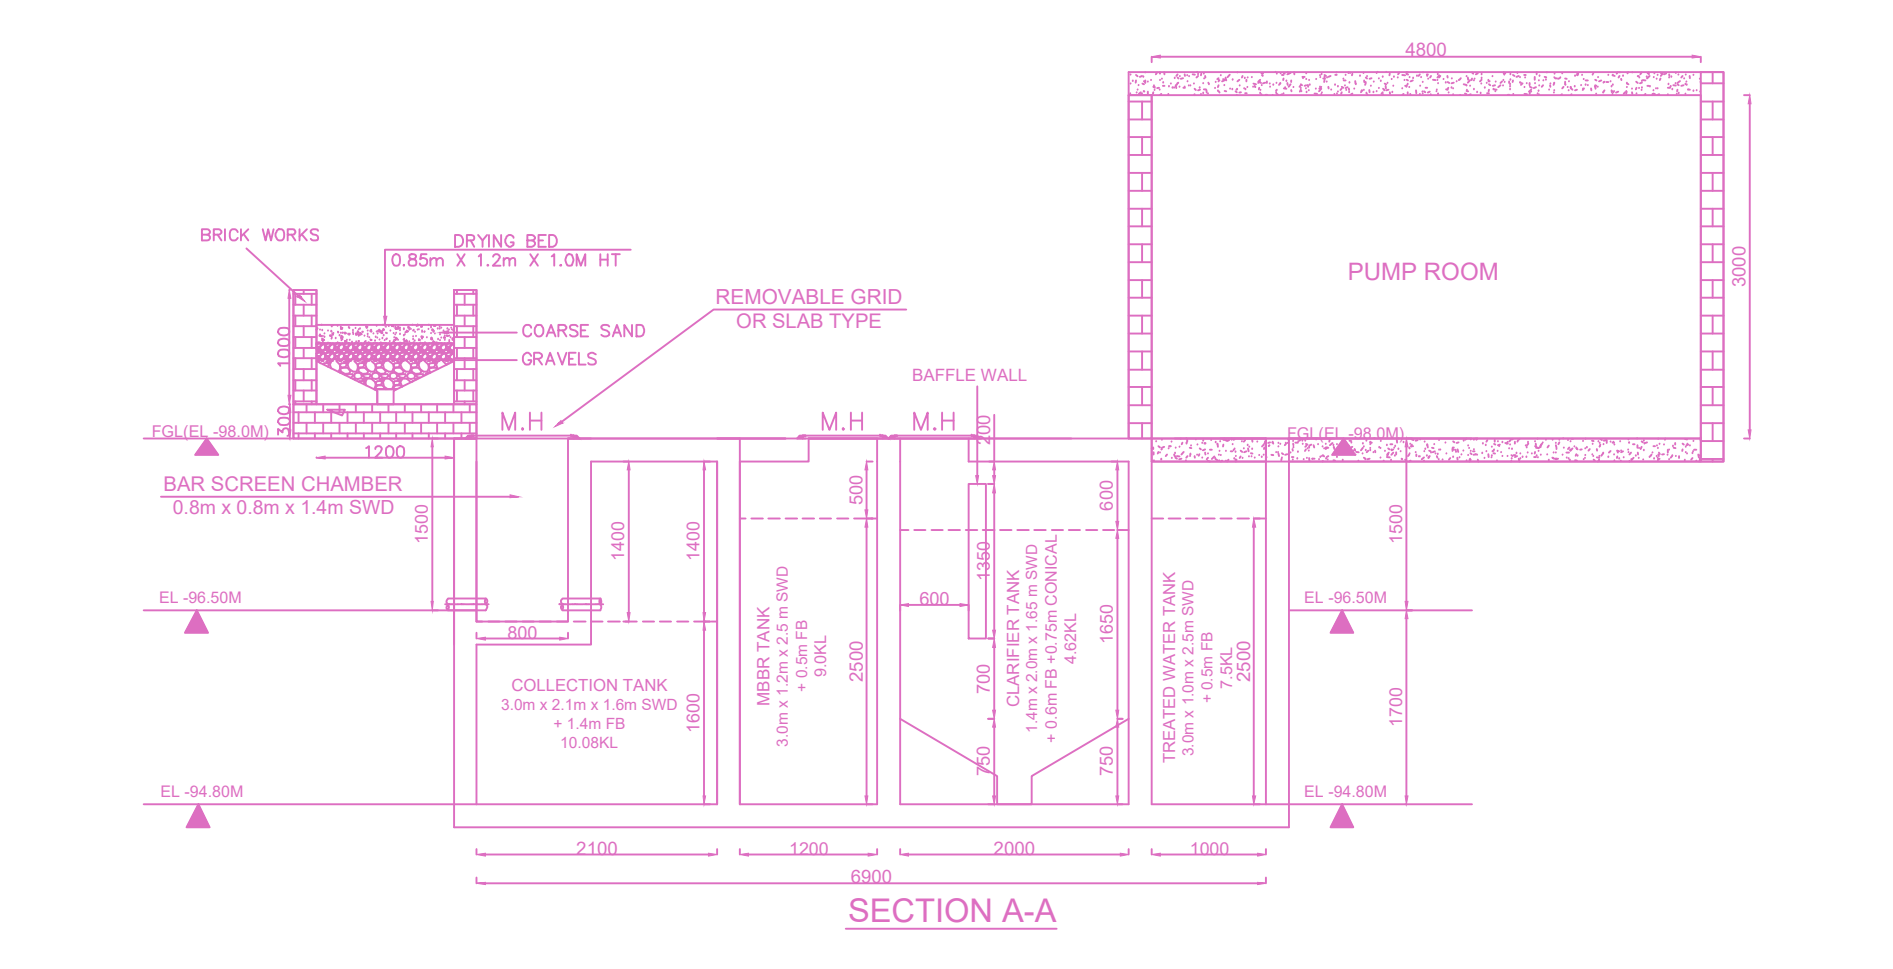 4800
PUMP ROOM
3000
BRICK WORKS
DRYING BED
0.85m X 1.2m X 1.0M HT
REMOVABLE GRID
OR SLAB TYPE
COARSE SAND
GRAVELS
1000
300
BAFFLE WALL
M.H
M.H
M.H
200
FGL(EL -98.0M)
FGL(EL -98.0M)
1200
BAR SCREEN CHAMBER
0.8m x 0.8m x 1.4m SWD
1500
1400
1400
500
600
1500
1350
EL -96.50M
EL -96.50M
800
600
COLLECTION TANK
3.0m x 2.1m x 1.6m SWD
+ 1.4m FB
10.08KL
1600
MBBR TANK
3.0m x 1.2m x 2.5 m SWD
+ 0.5m FB
9.0KL
2500
700
750
CLARIFIER TANK
1.4m x 2.0m x 1.65 m SWD
+ 0.6m FB +0.75m CONICAL
4.62KL
1650
750
TREATED WATER TANK
3.0m x 1.0m x 2.5m SWD
+ 0.5m FB
7.5KL
2500
1700
EL -94.80M
EL -94.80M
2100
1200
2000
1000
6900
SECTION A-A